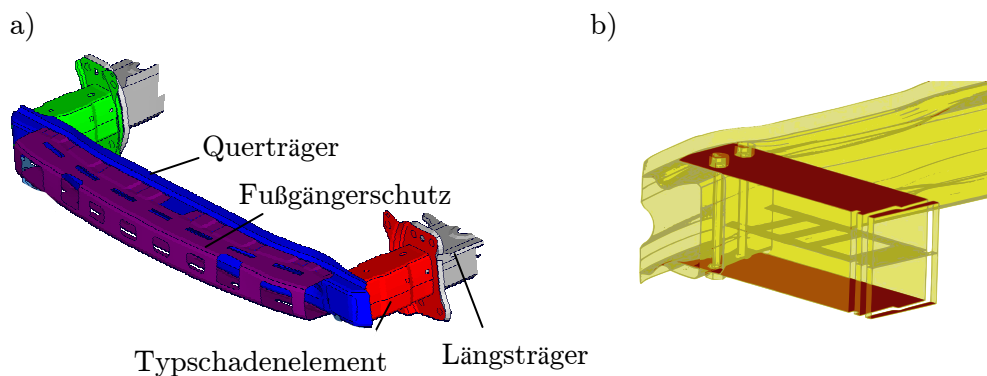 a)
b)
Querträger
Fußgängerschutz
Typschadenelement
Längsträger